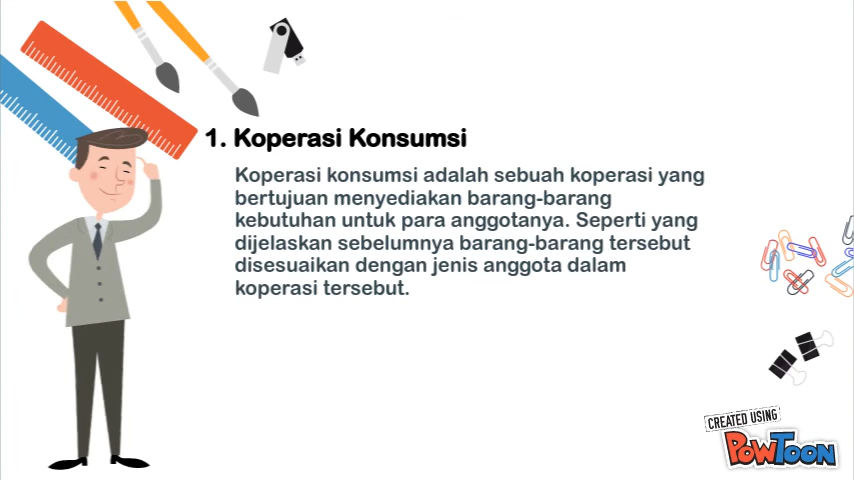 1. Koperasi Konsumsi
Koperasi konsumsi adalah sebuah koperasi yang
bertujuan menyediakan barang-barang
kebutuhan untuk para anggotanya. Seperti yang
dijelaskan sebelumnya barang-barang tersebut
disesuaikan dengan jenis anggota dalam
koperasi tersebut.
CREATED USING
POWTOON